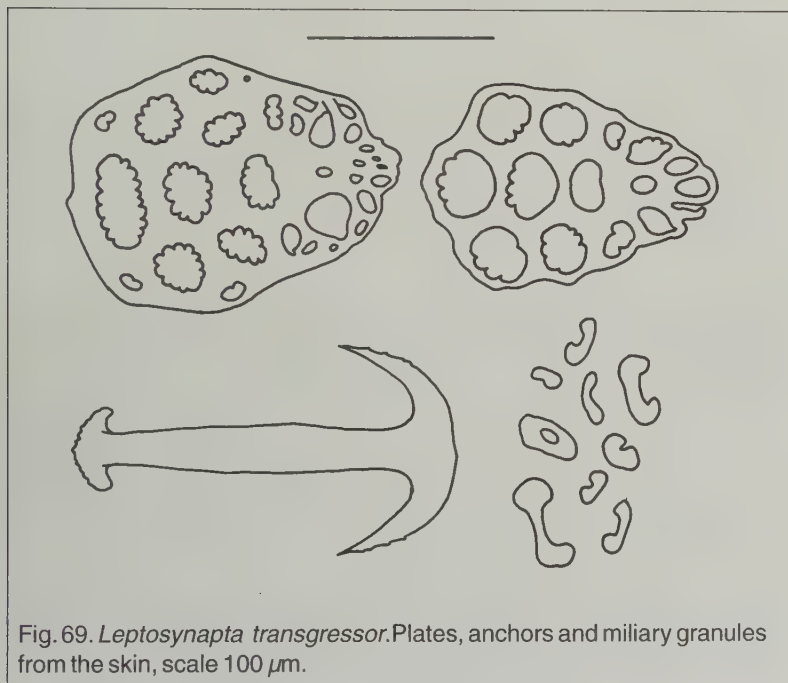 Fig. 69. Leptosynapta transgressor.Plates, anchors and miliary granules
from the skin, scale 100 µm.